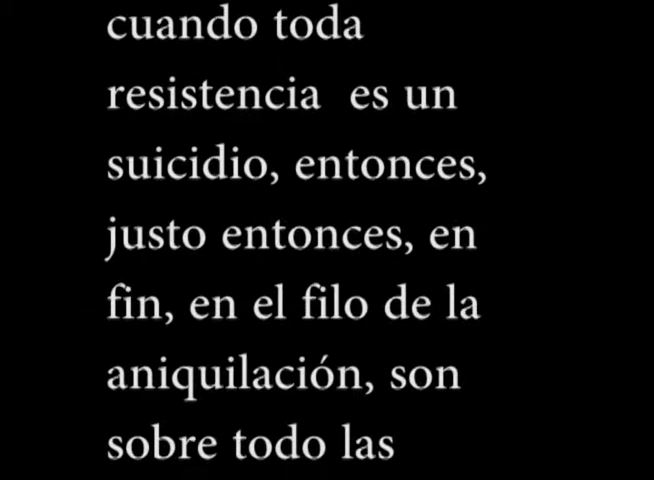 cuando toda
resistencia es un
suicidio, entonces,
justo entonces, en
fin, en el filo de la
aniquilación, son
sobre todo las